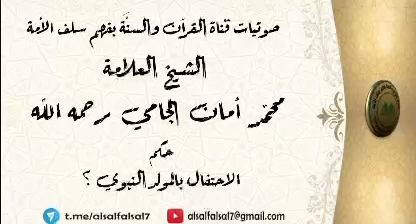 صوتيات قناة القرآن والسنة بفهم سلف الأمة
الشيخ العلامة
محمد أمان الجامي رحمه الله
حكم
الاحتفال بالمولد النبوي ؟
t.me/alsalfalsal7
alsalfalsal7@gmail.com